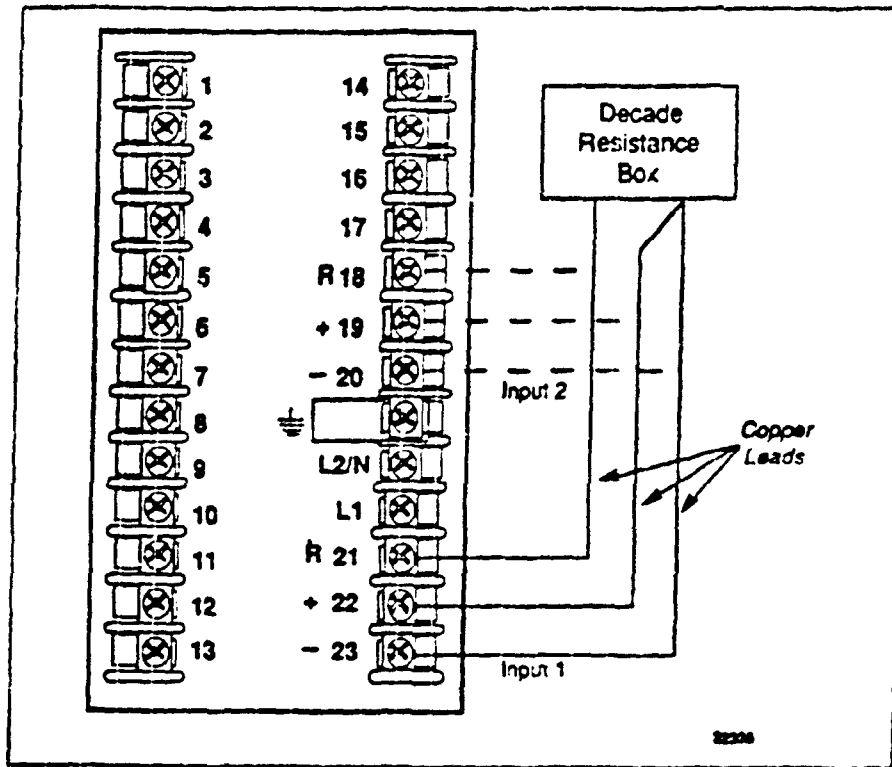 1
2
3
4
5
6
7
8
9
10
11
12
13
14
15
16
17
R 18
+ 19
- 20
L2/N
L1
R 21
+ 22
- 23
Input 2
Input 1
Decade
Resistance
Box
Copper
Leads